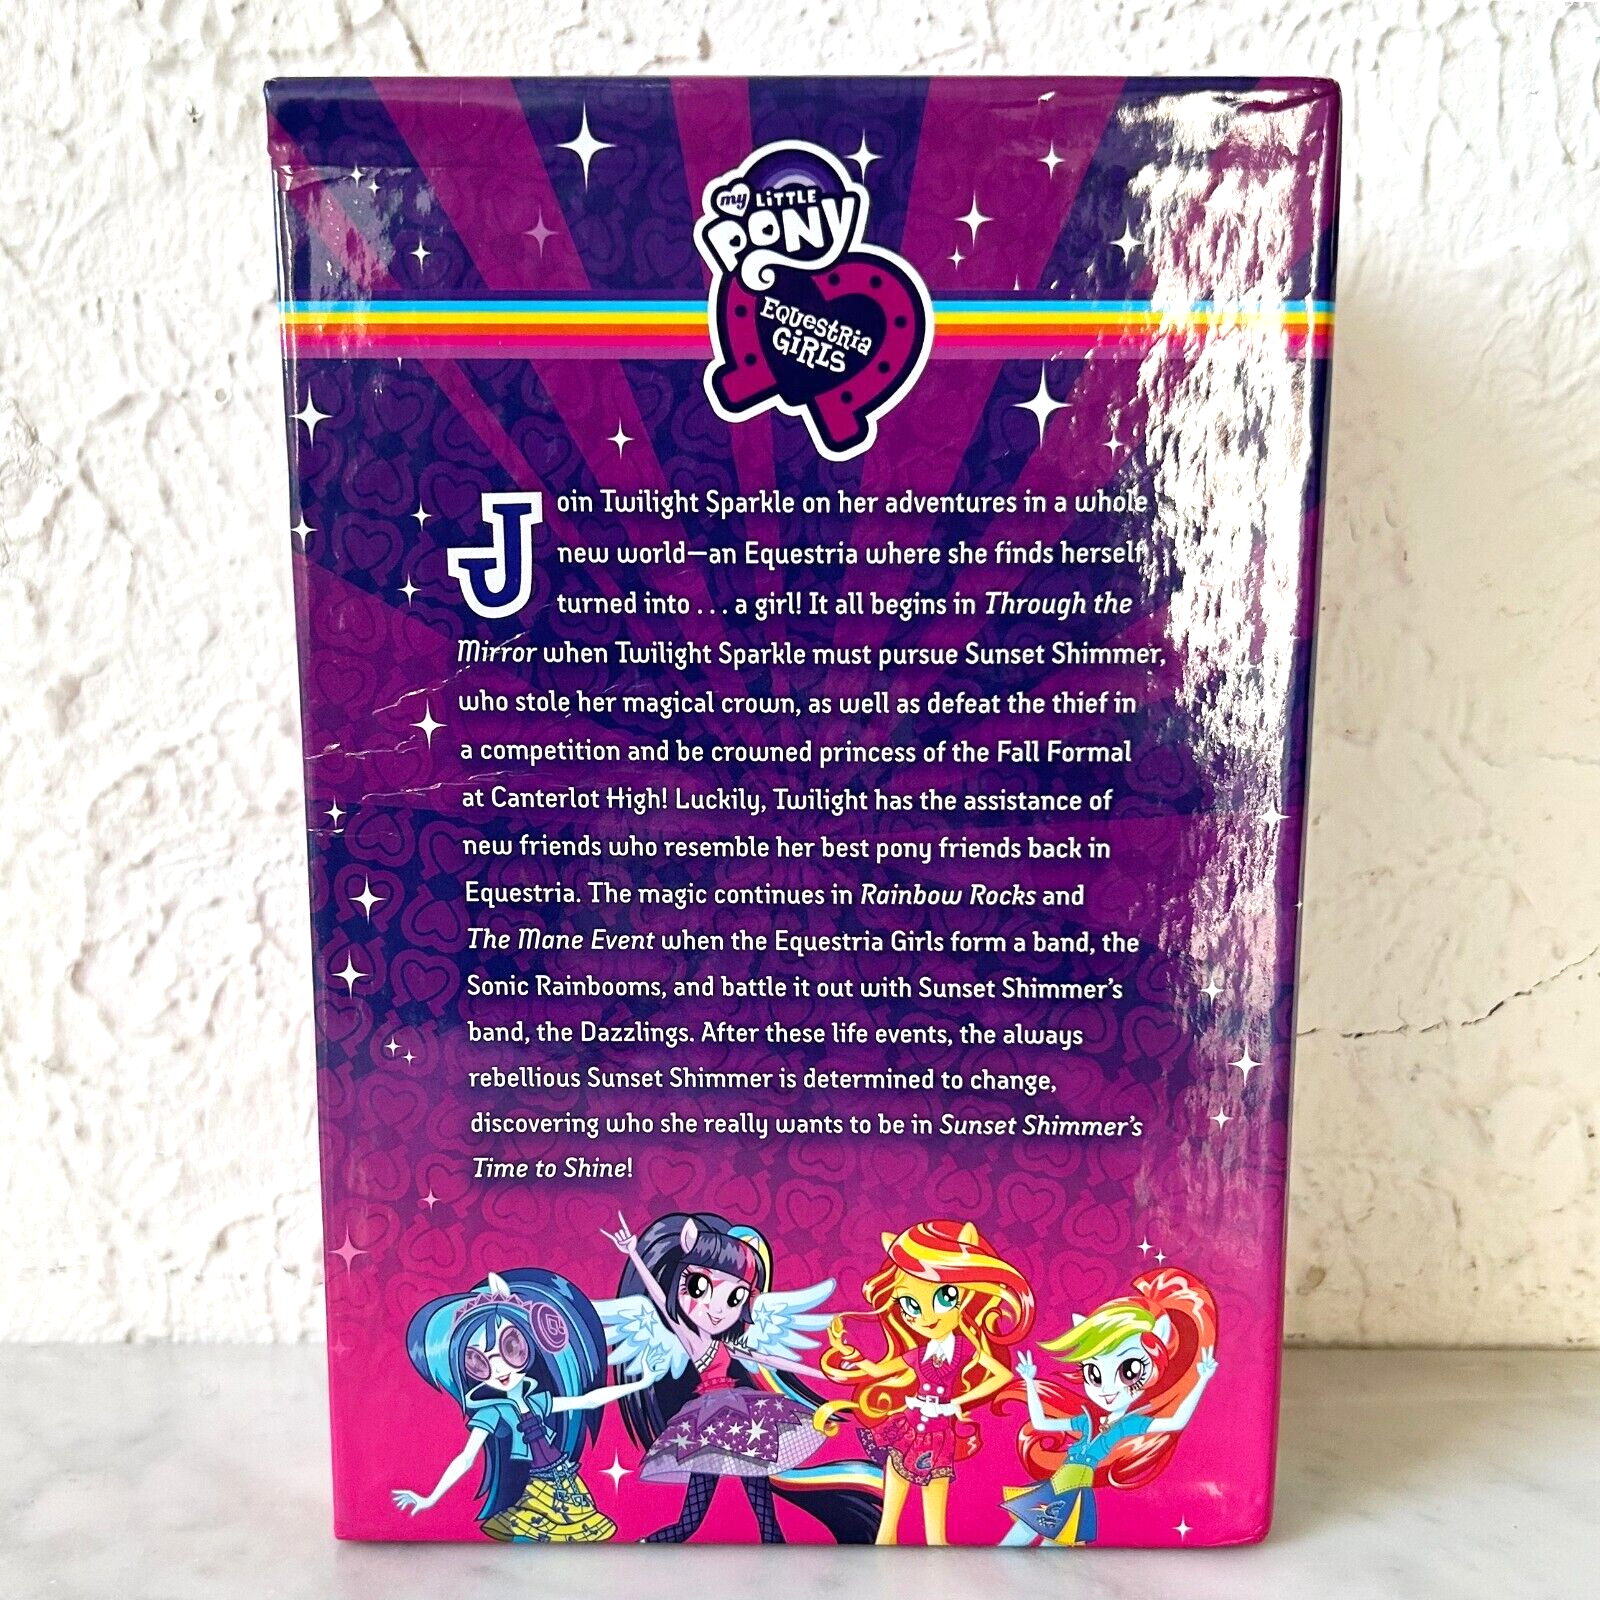 my LiTTLE
PONY
EQUESTRIA
GIRLS
Join Twilight Sparkle on her adventures in a whole
new world—an Equestria where she finds herself
turned into . . . a girl! It all begins in Through the
Mirror when Twilight Sparkle must pursue Sunset Shimmer,
who stole her magical crown, as well as defeat the thief in
a competition and be crowned princess of the Fall Formal
at Canterlot High! Luckily, Twilight has the assistance of
new friends who resemble her best pony friends back in
Equestria. The magic continues in Rainbow Rocks and
The Mane Event when the Equestria Girls form a band, the
Sonic Rainbooms, and battle it out with Sunset Shimmer's
band, the Dazzlings. After these life events, the always
rebellious Sunset Shimmer is determined to change,
discovering who she really wants to be in Sunset Shimmer's
Time to Shine!